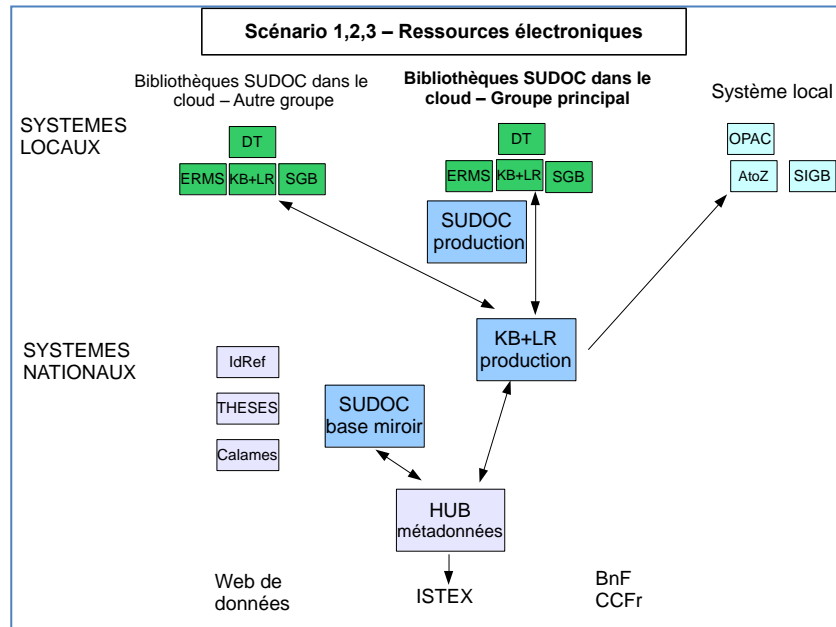 Scénario 1,2,3 – Ressources électroniques
Bibliothèques SUDOC dans le
cloud – Autre groupe
Bibliothèques SUDOC dans le
cloud – Groupe principal
Système local
SYSTEMES
LOCAUX
DT
ERMS
KB+LR
SGB
DT
ERMS
KB+LR
SGB
OPAC
AtoZ
SIGB
SUDOC
production
SYSTEMES
NATIONAUX
KB+LR
production
IdRef
THESES
Calames
SUDOC
base miroir
HUB
métadonnées
Web de
données
ISTEX
BnF
CCFr